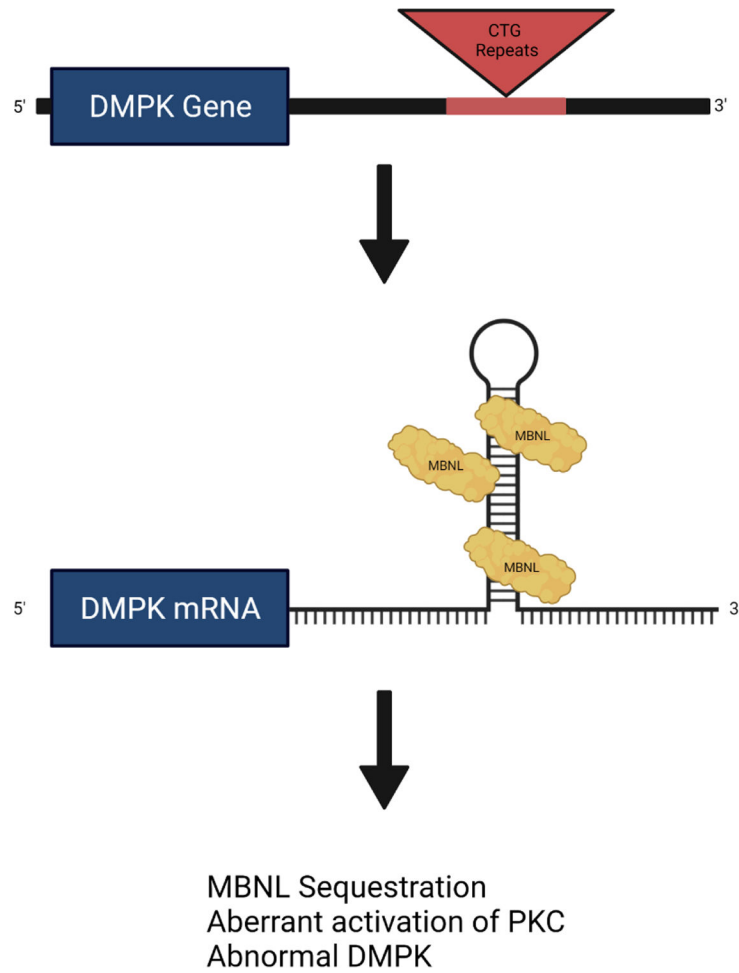 CTG
Repeats
5' DMPK Gene 3'
MBNL
MBNL
MBNL
5' DMPK mRNA 3
MBNL Sequestration
Aberrant activation of PKC
Abnormal DMPK